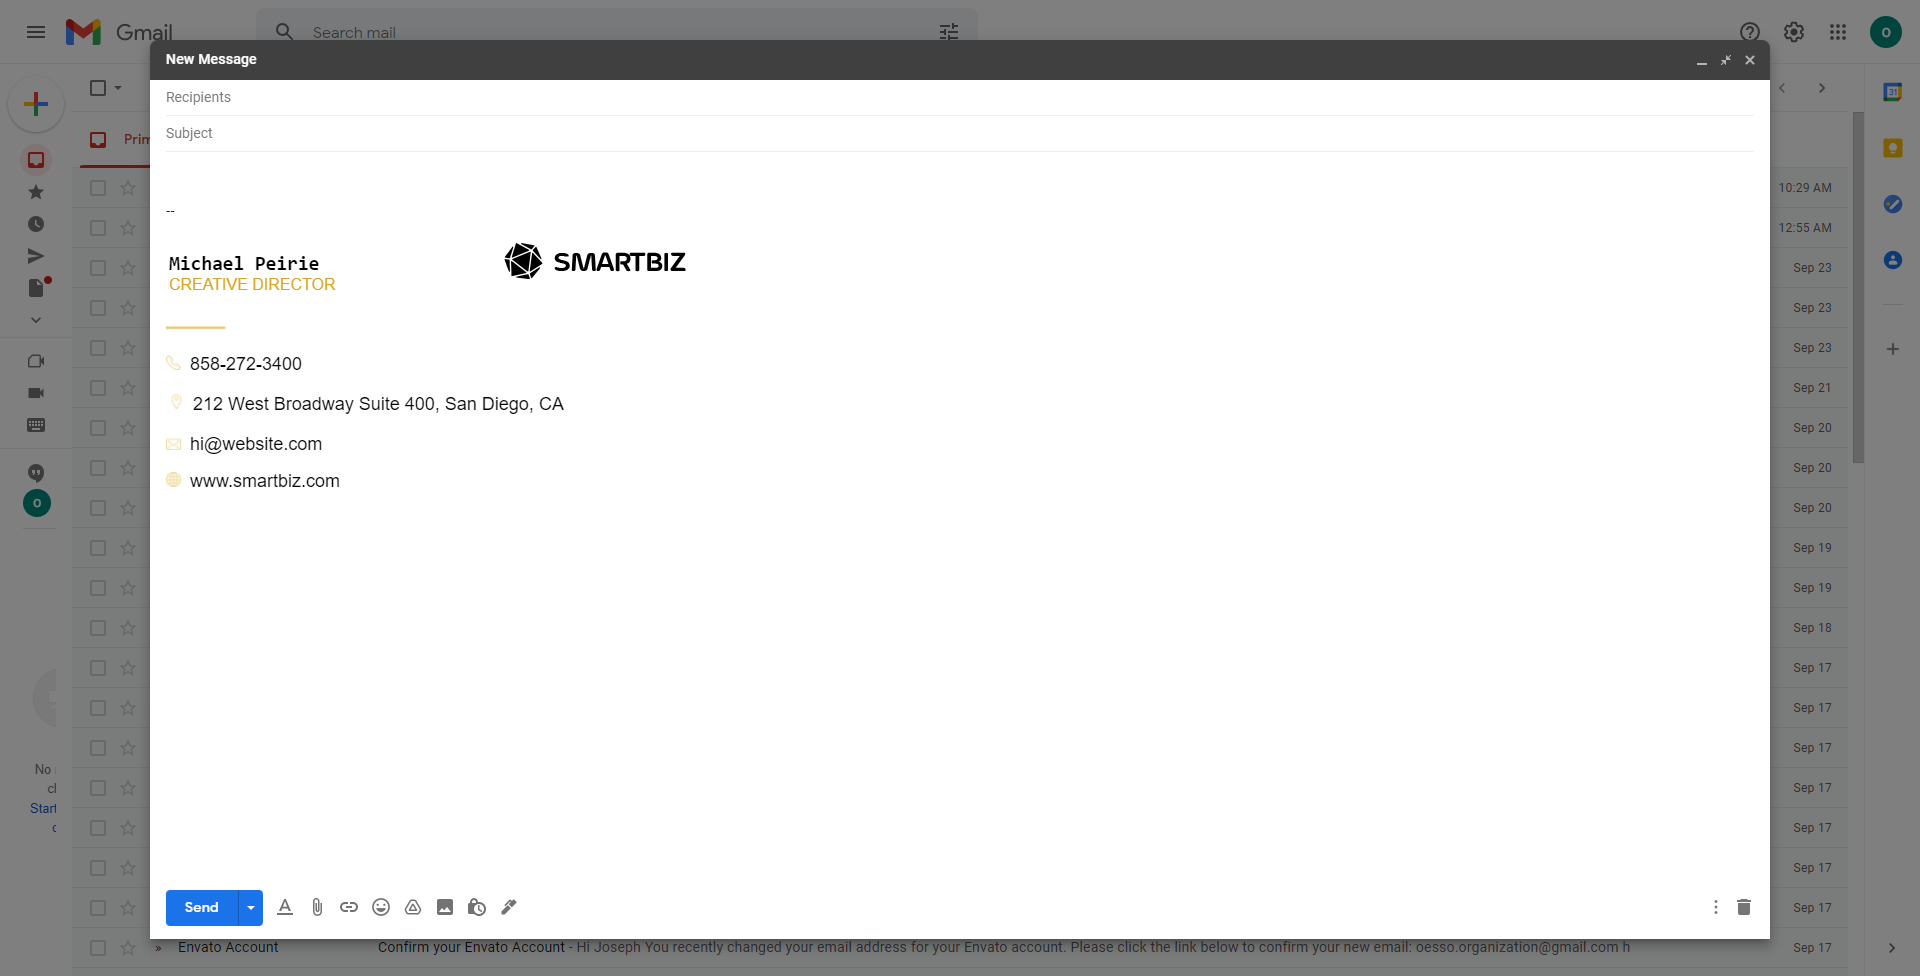 Gmail
Search mail
New Message
Recipients
Subject
Prim
10:29 AM
12:55 AM
--
Michael Peirie
CREATIVE DIRECTOR
SMARTBIZ
858-272-3400
212 West Broadway Suite 400, San Diego, CA
hi@website.com
www.smartbiz.com
Sep 23
Sep 23
Sep 23
Sep 21
Sep 20
Sep 20
Sep 20
Sep 19
Sep 19
Sep 18
Sep 17
Sep 17
Sep 17
Sep 17
Sep 17
Sep 17
Sep 17
31
O
O
No
Start
Send
» Envato Account Confirm your Envato Account - Hi Joseph You recently changed your email address for your Envato account. Please click the link below to confirm your new email: oesso.organization@gmail.com h Sep 17